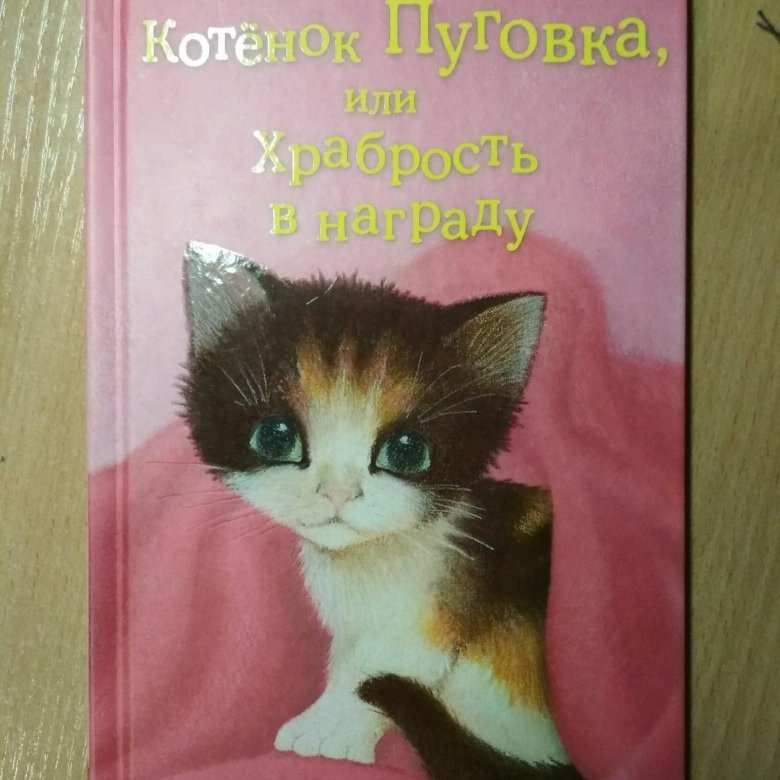 Котёнок Пуговка,
или
Храбрость
в награду